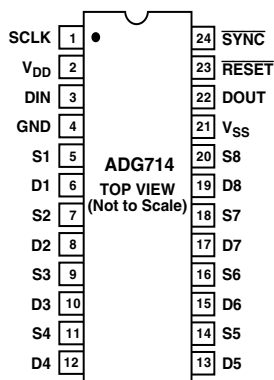 SCLK 1 24 SYNC
VDD 2 23 RESET
DIN 3 22 DOUT
GND 4 21 VSS
S1 5 20 S8
D1 6 19 D8
S2 7 18 S7
D2 8 17 D7
S3 9 16 S6
D3 10 15 D6
S4 11 14 S5
D4 12 13 D5
ADG714
TOP VIEW
(Not to Scale)